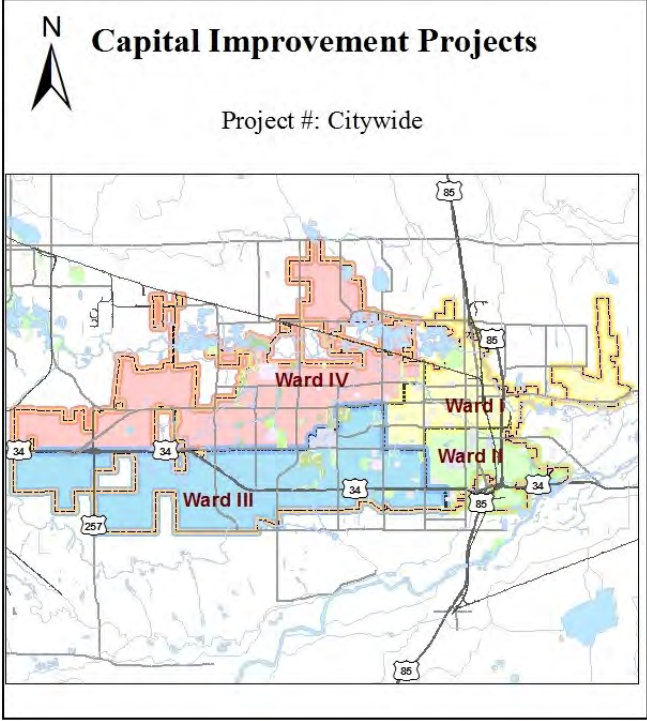 N
Capital Improvement Projects
Project #: Citywide
85
85
Ward IV
Ward I
34
34
Ward II
Ward III
34
34
85
257
85